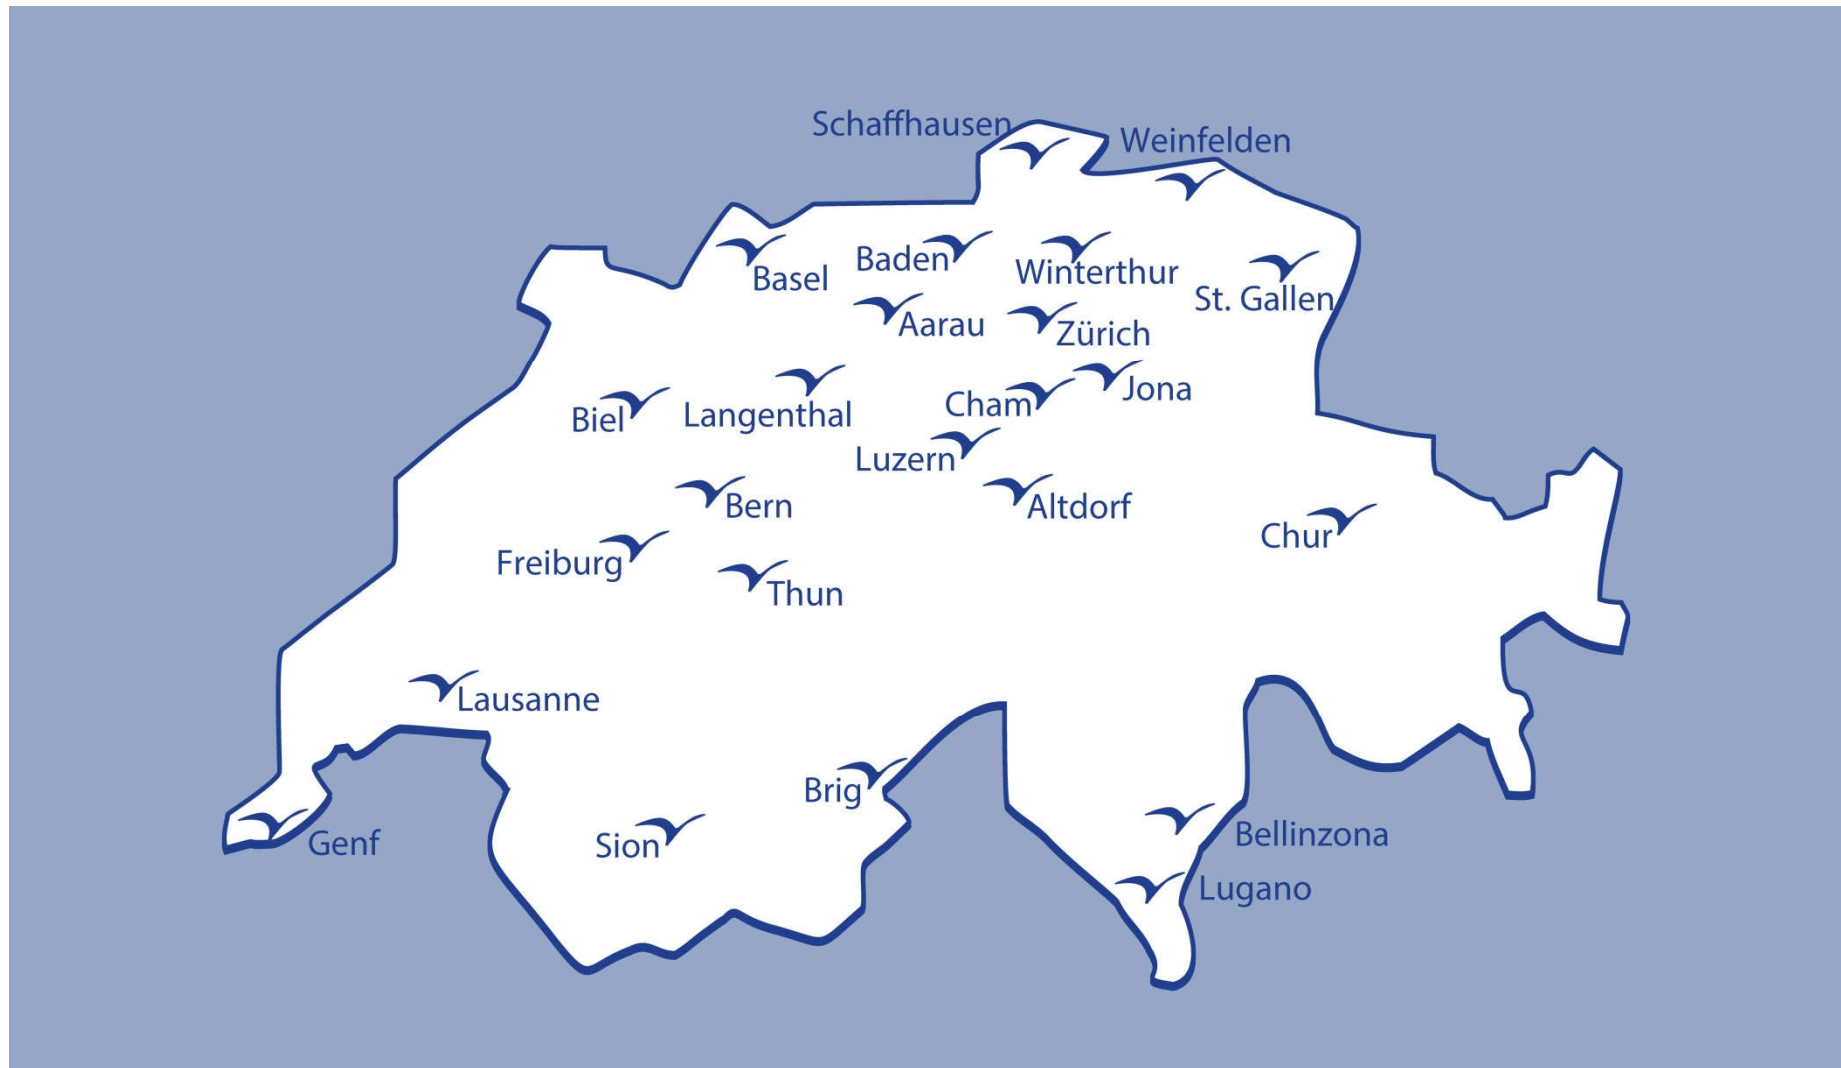 Schaffhausen
Weinfelden
Basel
Baden
Winterthur
St. Gallen
Aarau
Zürich
Biel
Langenthal
Cham
Jona
Luzern
Bern
Altdorf
Chur
Freiburg
Thun
Lausanne
Brig
Genf
Sion
Bellinzona
Lugano